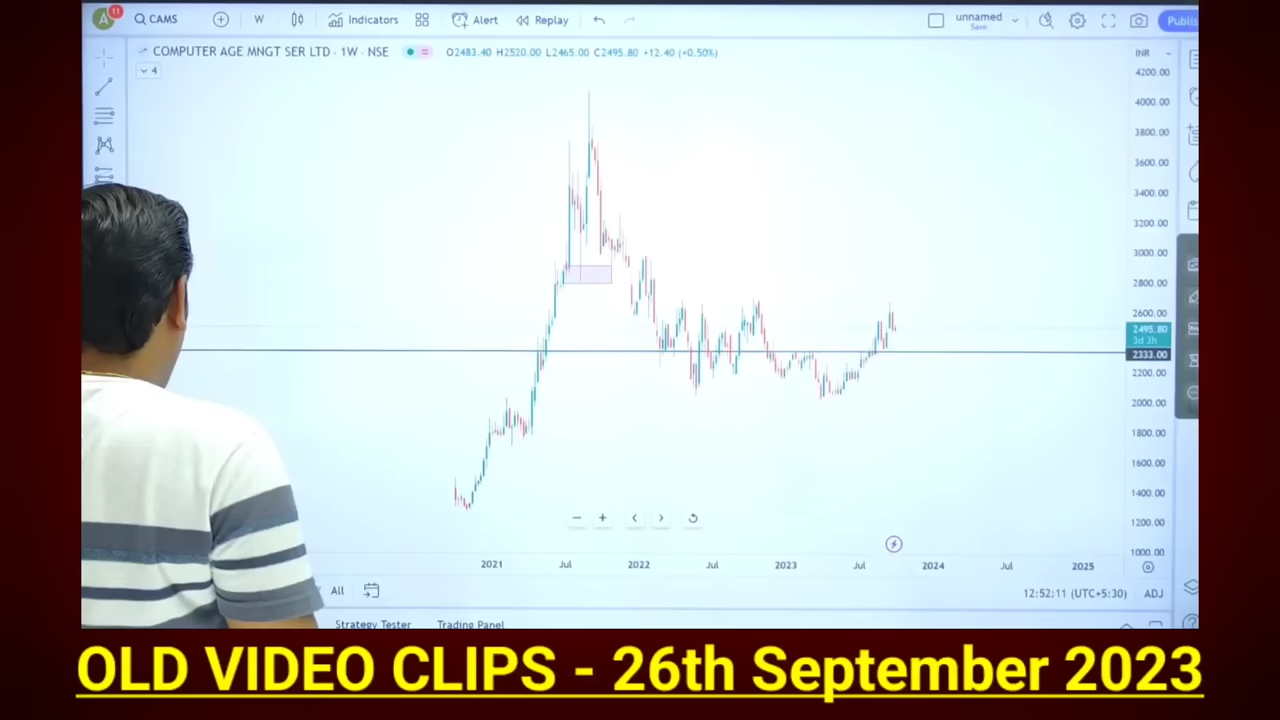 A 11 CAMS W Indicators Alert Replay unnamed Save Publis
COMPUTER AGE MNGT SER LTD · 1W · NSE O2483.40 H2520.00 L2465.00 C2495.80 +12.40 (+0.50%) INR
4
4200.00
4000.00
3800.00
3600.00
3400.00
3200.00
3000.00
2800.00
2600.00
2495.80
3d 3h
2333.00
2200.00
2000.00
1800.00
1600.00
1400.00
1200.00
1000.00
2021 Jul 2022 Jul 2023 Jul 2024 Jul 2025
All 12:52:11 (UTC+5:30) ADJ
Strategy Tester Trading Panel
OLD VIDEO CLIPS - 26th September 2023